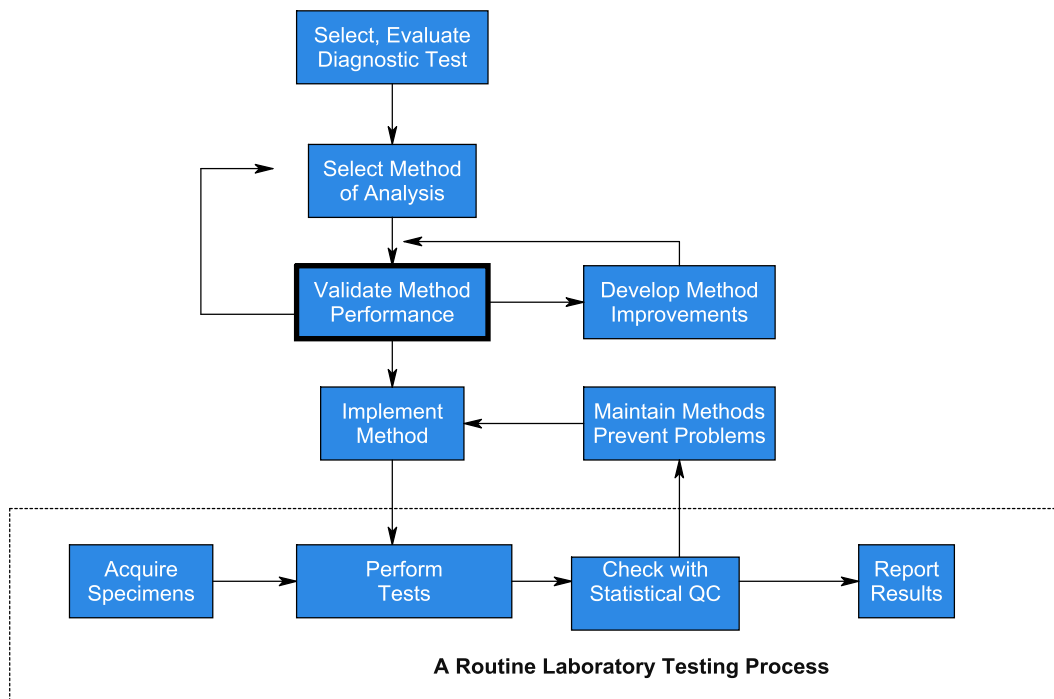 Select, Evaluate
Diagnostic Test
Select Method
of Analysis
Validate Method
Performance
Develop Method
Improvements
Implement
Method
Maintain Methods
Prevent Problems
Acquire
Specimens
Perform
Tests
Check with
Statistical QC
Report
Results
A Routine Laboratory Testing Process